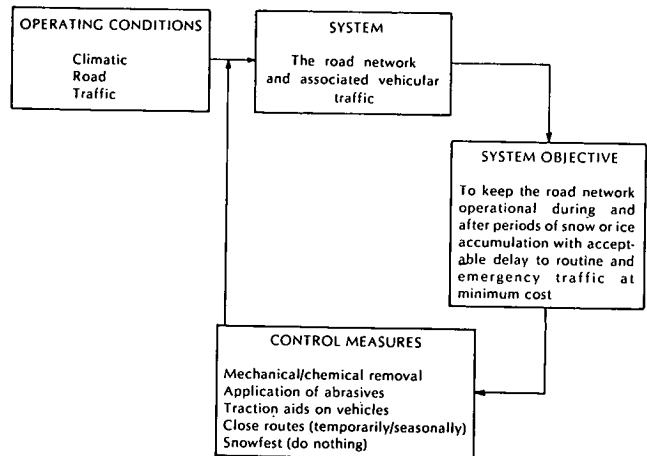 OPERATING CONDITIONS
Climatic
Road
Traffic
SYSTEM
The road network
and associated vehicular
traffic
SYSTEM OBJECTIVE
To keep the road network
operational during and
after periods of snow or ice
accumulation with accept-
able delay to routine and
emergency traffic at
minimum cost
CONTROL MEASURES
Mechanical/chemical removal
Application of abrasives
Traction aids on vehicles
Close routes (temporarily/seasonally)
Snowfest (do nothing)